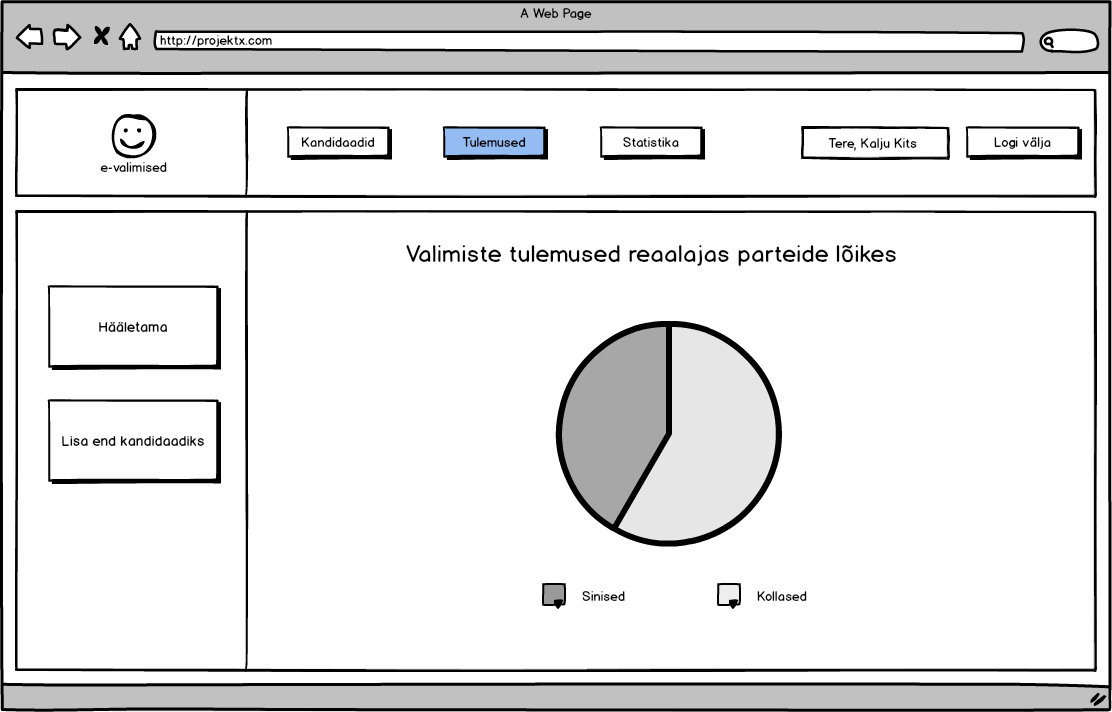 A Web Page
http://projektx.com
e-valimised
Kandidaadid
Tulemused
Statistika
Tere, Kalju Kits
Logi välja
Hääletama
Lisa end kandidaadiks
Valimiste tulemused reaalajas parteide lõikes
Sinised
Kollased